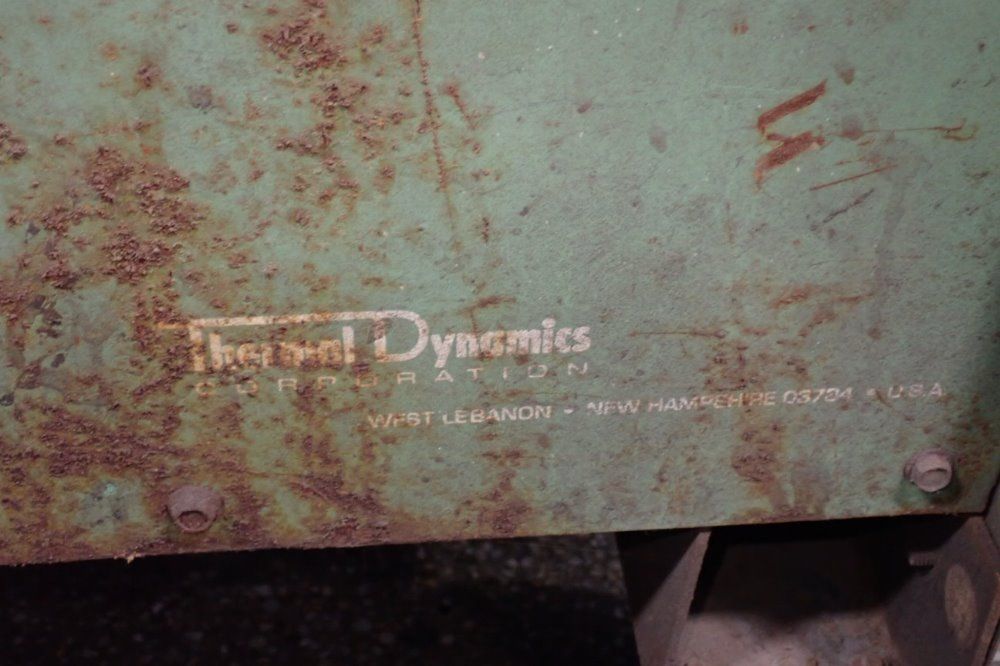 Thermal Dynamics
CORPORATION
WEST LEBANON • NEW HAMPSHIRE 03784 • U.S.A.